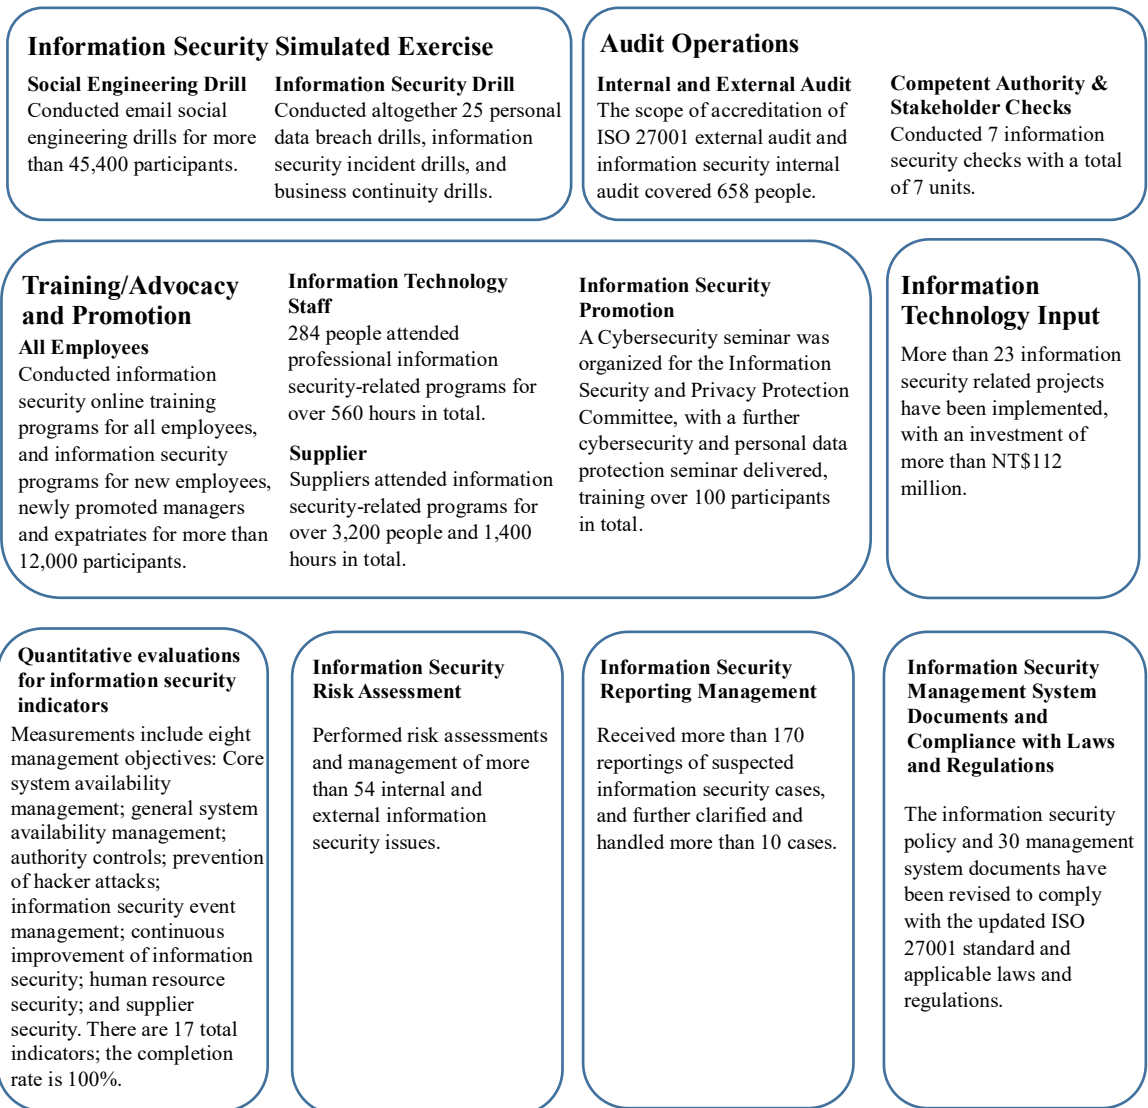 Information Security Simulated Exercise
Social Engineering Drill
Conducted email social
engineering drills for more
than 45,400 participants.
Information Security Drill
Conducted altogether 25 personal
data breach drills, information
security incident drills, and
business continuity drills.
Audit Operations
Internal and External Audit
The scope of accreditation of
ISO 27001 external audit and
information security internal
audit covered 658 people.
Competent Authority &
Stakeholder Checks
Conducted 7 information
security checks with a total
of 7 units.
Training/Advocacy
and Promotion
All Employees
Conducted information
security online training
programs for all employees,
and information security
programs for new employees,
newly promoted managers
and expatriates for more than
12,000 participants.
Information Technology
Staff
284 people attended
professional information
security-related programs for
over 560 hours in total.
Supplier
Suppliers attended information
security-related programs for
over 3,200 people and 1,400
hours in total.
Information Security
Promotion
A Cybersecurity seminar was
organized for the Information
Security and Privacy Protection
Committee, with a further
cybersecurity and personal data
protection seminar delivered,
training over 100 participants
in total.
Information
Technology Input
More than 23 information
security related projects
have been implemented,
with an investment of
more than NT$112
million.
Quantitative evaluations
for information security
indicators
Measurements include eight
management objectives: Core
system availability
management; general system
availability management;
authority controls; prevention
of hacker attacks;
information security event
management; continuous
improvement of information
security; human resource
security; and supplier
security. There are 17 total
indicators; the completion
rate is 100%.
Information Security
Risk Assessment
Performed risk assessments
and management of more
than 54 internal and
external information
security issues.
Information Security
Reporting Management
Received more than 170
reportings of suspected
information security cases,
and further clarified and
handled more than 10 cases.
Information Security
Management System
Documents and
Compliance with Laws
and Regulations
The information security
policy and 30 management
system documents have
been revised to comply
with the updated ISO
27001 standard and
applicable laws and
regulations.